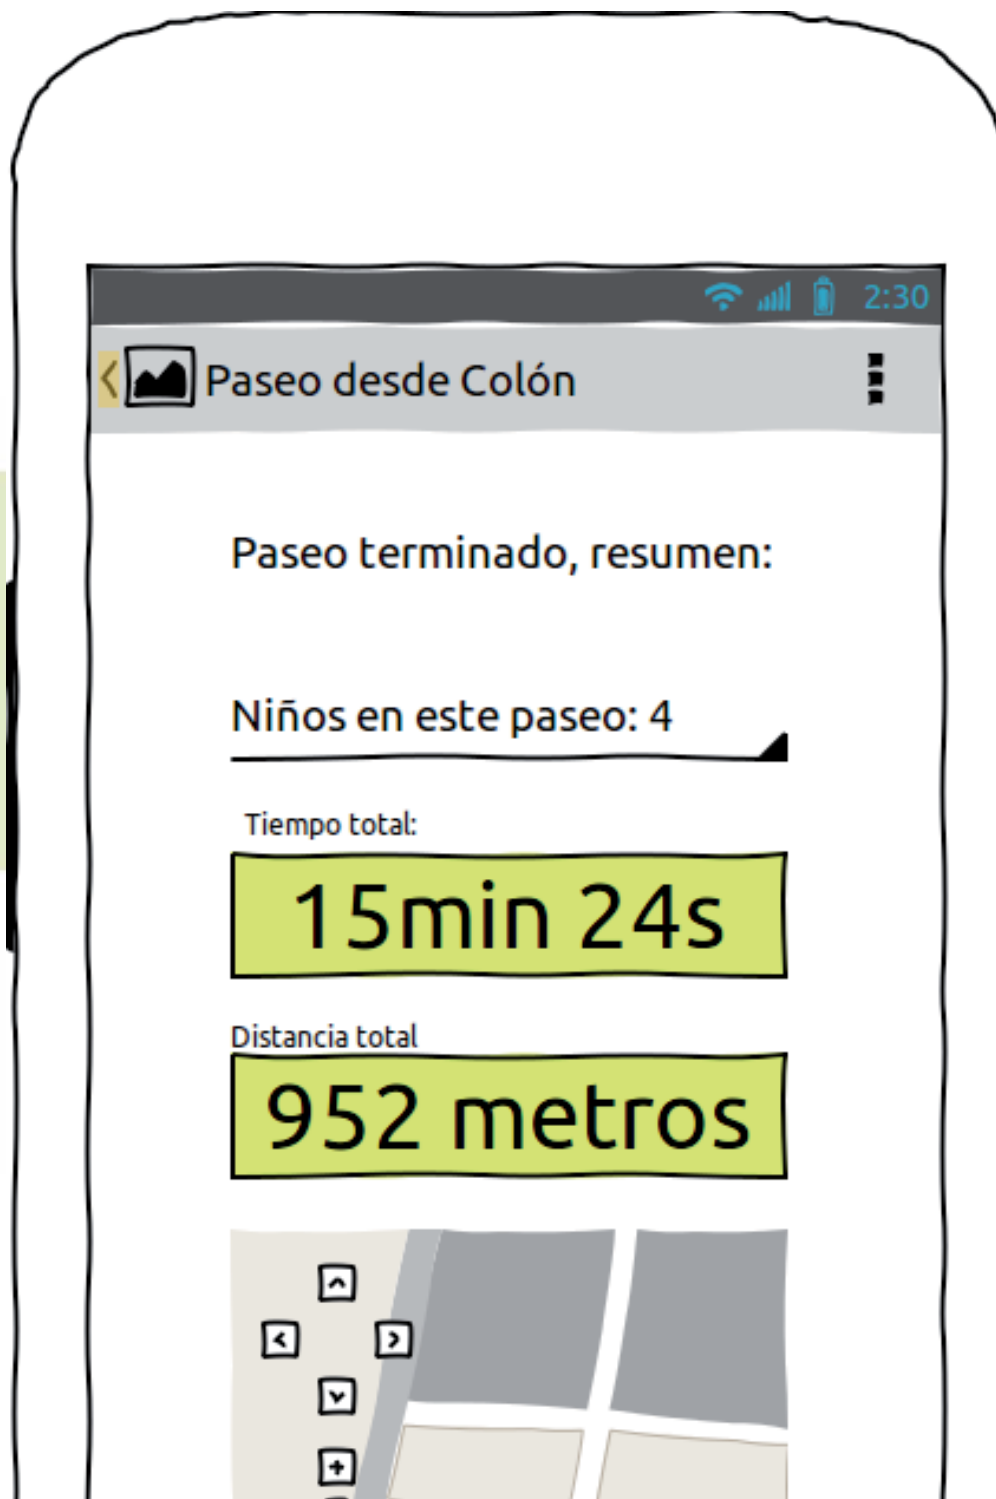 2:30
Paseo desde Colón
Paseo terminado, resumen:
Niños en este paseo: 4
Tiempo total:
15min 24s
Distancia total
952 metros